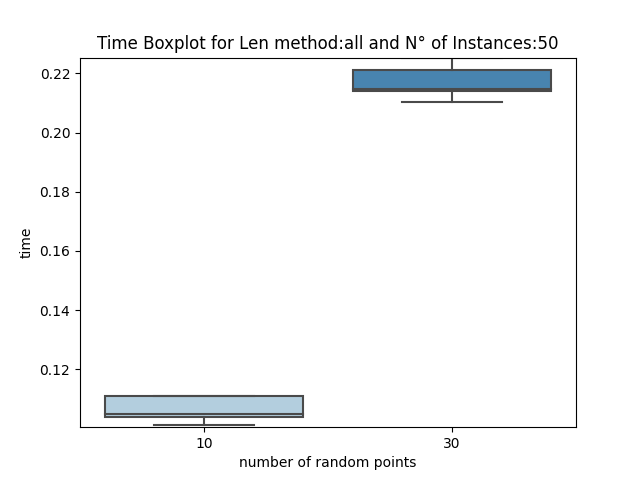 Time Boxplot for Len method:all and N° of Instances:50
0.22
0.20
0.18
0.16
0.14
0.12
time
10 30
number of random points